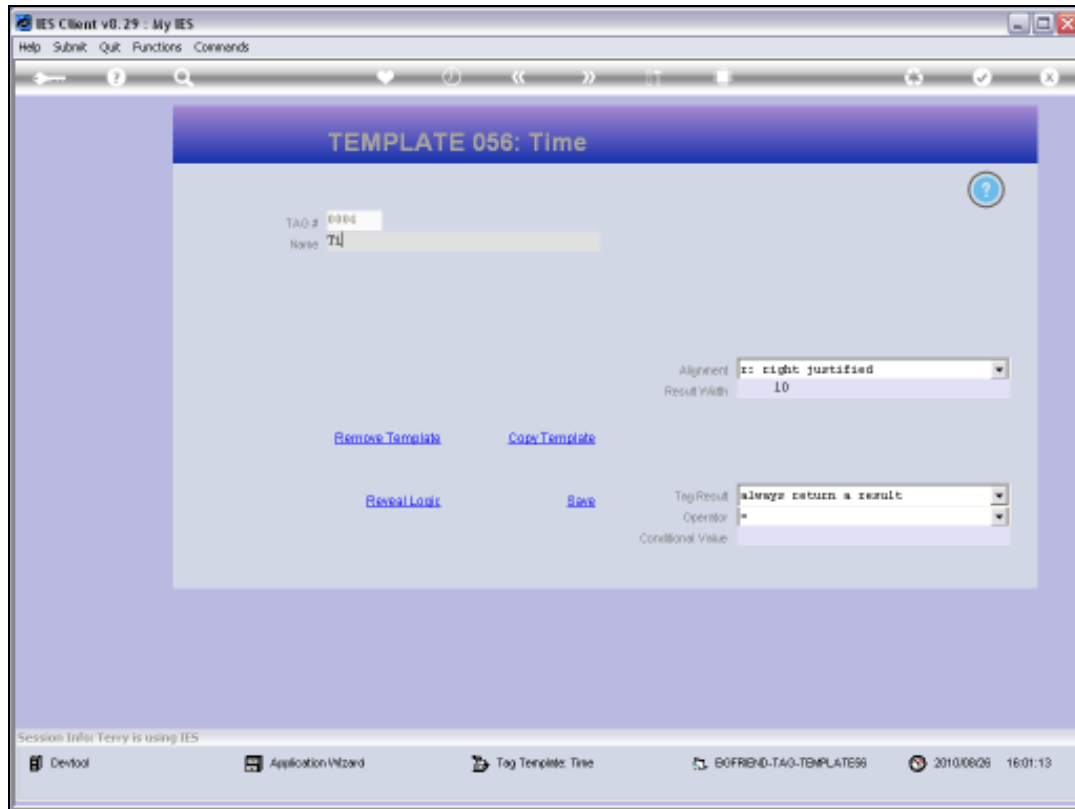 IES Client v8.29 : My IES
Help Submit Quit Functions Commands
TEMPLATE 056: Time
?
TAG # 0006
Name Ti
Alignment r: right justified
Result Width 10
Remove Template Copy Template
Reveal Logic Save
Tag Result always return a result
Operator =
Conditional Value
Session Info: Terry is using IES
Devtool Application Wizard Tag Template: Time BGFRIEND-TAG-TEMPLATE56 2010/08/26 16:01:13